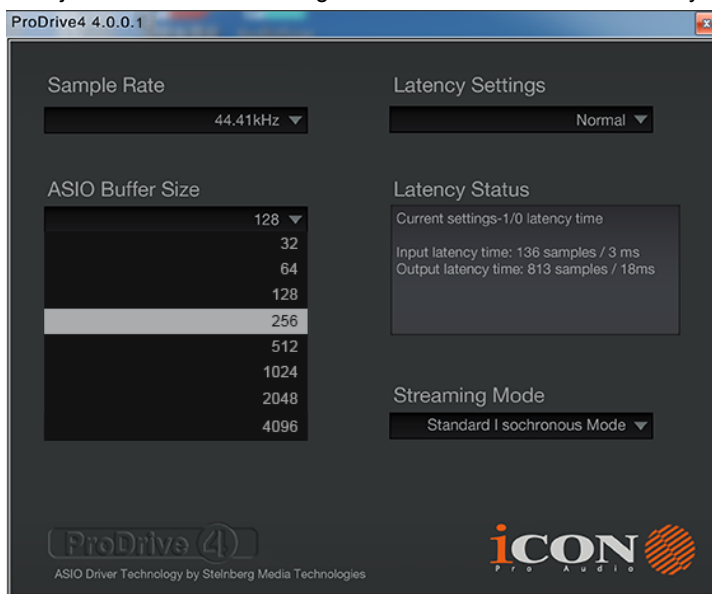 ProDrive4 4.0.0.1
x
Sample Rate
44.41kHz
Latency Settings
Normal
ASIO Buffer Size
128
32
64
128
256
512
1024
2048
4096
Latency Status
Current settings-1/0 latency time
Input latency time: 136 samples / 3 ms
Output latency time: 813 samples / 18ms
Streaming Mode
Standard I sochronous Mode
ProDrive 4
ASIO Driver Technology by Stelnberg Media Technologies
iCON
Pro Audio